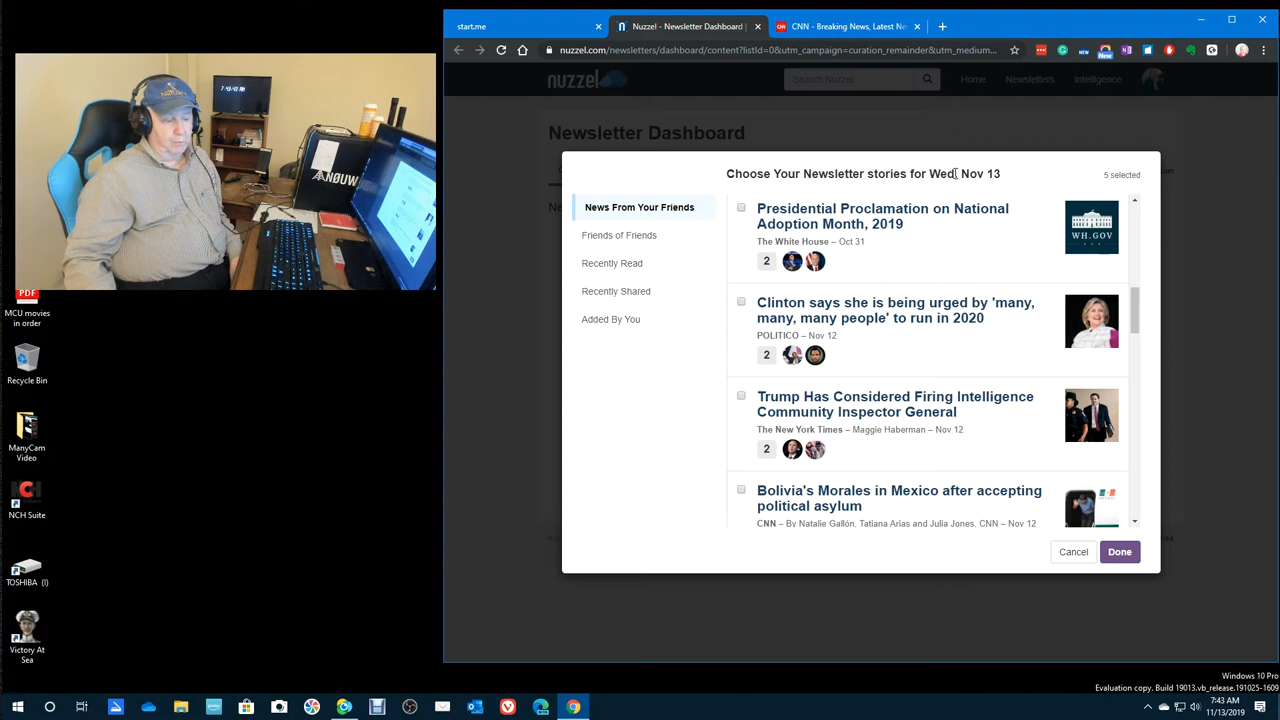 start.me
Nuzzel - Newsletter Dashboard |
CNN - Breaking News, Latest Ne
nuzzel.com/newsletters/dashboard/content?listId=0&utm_campaign=curation_remainder&utm_medium...
nuzzel
Search Nuzzel
Home
Newsletters
Intelligence
Newsletter Dashboard
Choose Your Newsletter stories for Wed, Nov 13
5 selected
News From Your Friends
Friends of Friends
Recently Read
Recently Shared
Added By You
Presidential Proclamation on National
Adoption Month, 2019
The White House – Oct 31
2
WH.GOV
Clinton says she is being urged by 'many,
many, many people' to run in 2020
POLITICO – Nov 12
2
Trump Has Considered Firing Intelligence
Community Inspector General
The New York Times – Maggie Haberman – Nov 12
2
Bolivia's Morales in Mexico after accepting
political asylum
CNN – By Natalie Gallón, Tatiana Arias and Julia Jones, CNN – Nov 12
Cancel
Done
NOUW
PDF
MCU movies
in order
Recycle Bin
ManyCam
Video
NCH
NCH Suite
TOSHIBA (I)
Victory At
Sea
New
NEW
Windows 10 Pro
Evaluation copy. Build 19013.vb_release.191025-1609
7:43 AM
11/13/2019